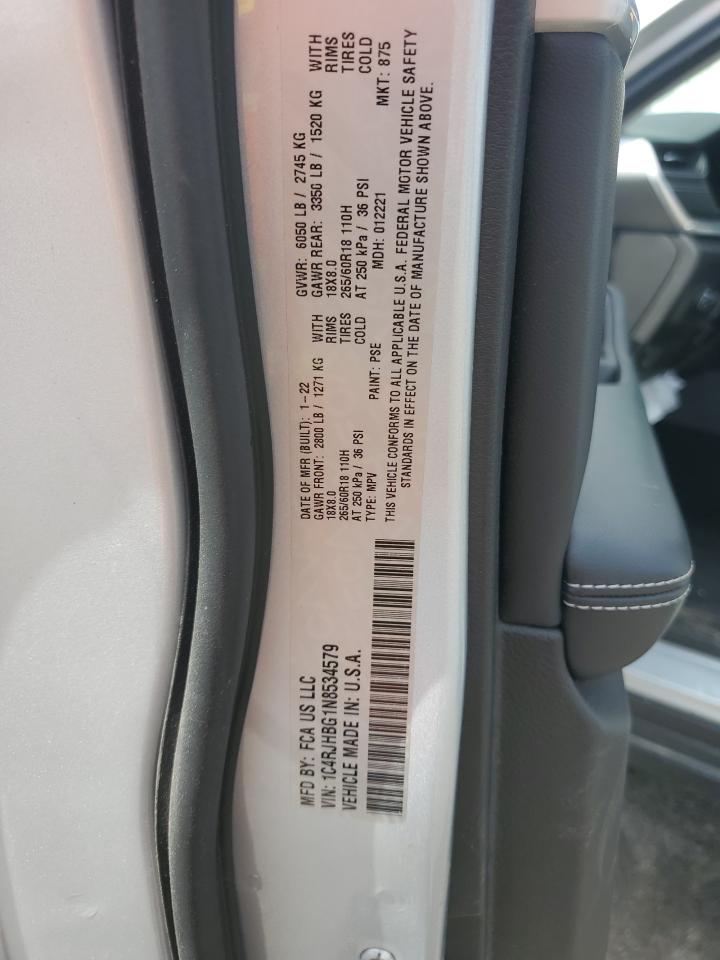 MFD BY: FCA US LLC
VIN: 1C4RJHBG1N8534579
VEHICLE MADE IN: U.S.A.
DATE OF MFR (BUILT): 1-22 GVWR: 6050 LB / 2745 KG
GAWR FRONT: 2800 LB / 1271 KG WITH GAWR REAR: 3350 LB / 1520 KG WITH
18X8.0 RIMS 18X8.0 RIMS
265/60R18 110H TIRES 265/60R18 110H TIRES
AT 250 kPa / 36 PSI COLD AT 250 kPa / 36 PSI COLD
TYPE: MPV PAINT: PSE MDH: 012221 MKT: 875
THIS VEHICLE CONFORMS TO ALL APPLICABLE U.S.A. FEDERAL MOTOR VEHICLE SAFETY
STANDARDS IN EFFECT ON THE DATE OF MANUFACTURE SHOWN ABOVE.